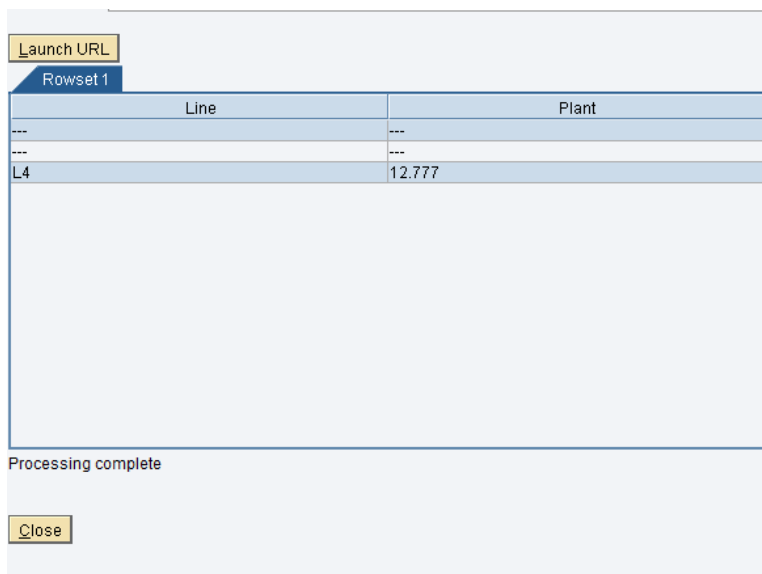 Launch URL
Rowset 1
Line Plant
--- ---
--- ---
L4 12.777
Processing complete
Close